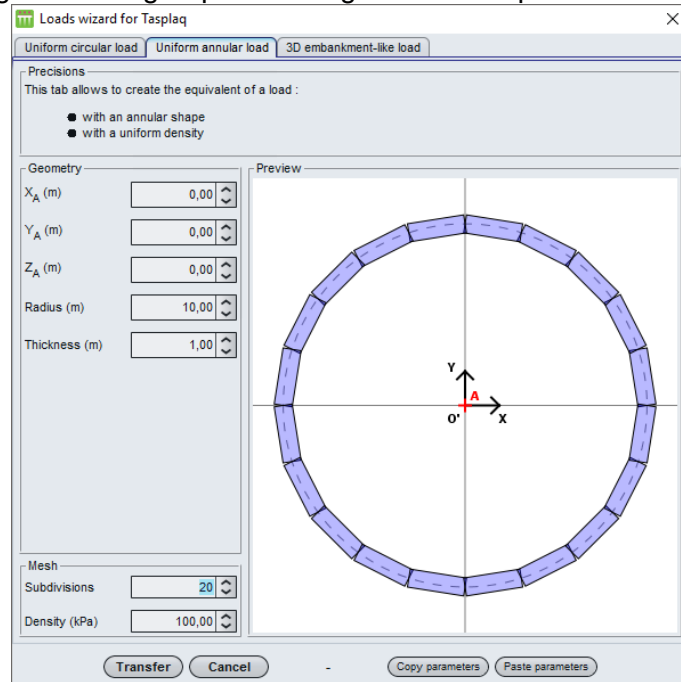 Loads wizard for Tasplaq
Uniform circular load Uniform annular load 3D embankment-like load
Precisions
This tab allows to create the equivalent of a load :
● with an annular shape
● with a uniform density
Geometry
X_A (m) 0,00
Y_A (m) 0,00
Z_A (m) 0,00
Radius (m) 10,00
Thickness (m) 1,00
Preview
Y
A
O' X
Mesh
Subdivisions 20
Density (kPa) 100,00
Transfer Cancel - Copy parameters Paste parameters